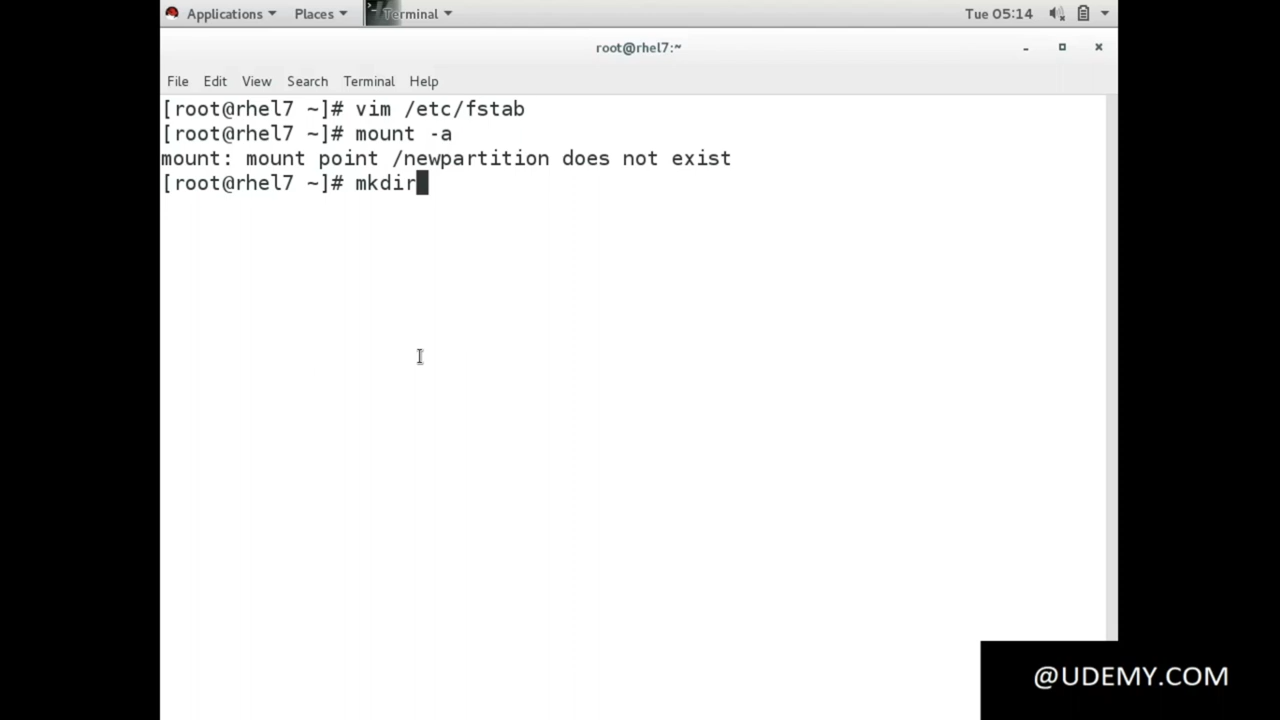 Applications Places Terminal Tue 05:14
root@rhel7:~
File Edit View Search Terminal Help
[root@rhel7 ~]# vim /etc/fstab
[root@rhel7 ~]# mount -a
mount: mount point /newpartition does not exist
[root@rhel7 ~]# mkdir
@UDEMY.COM